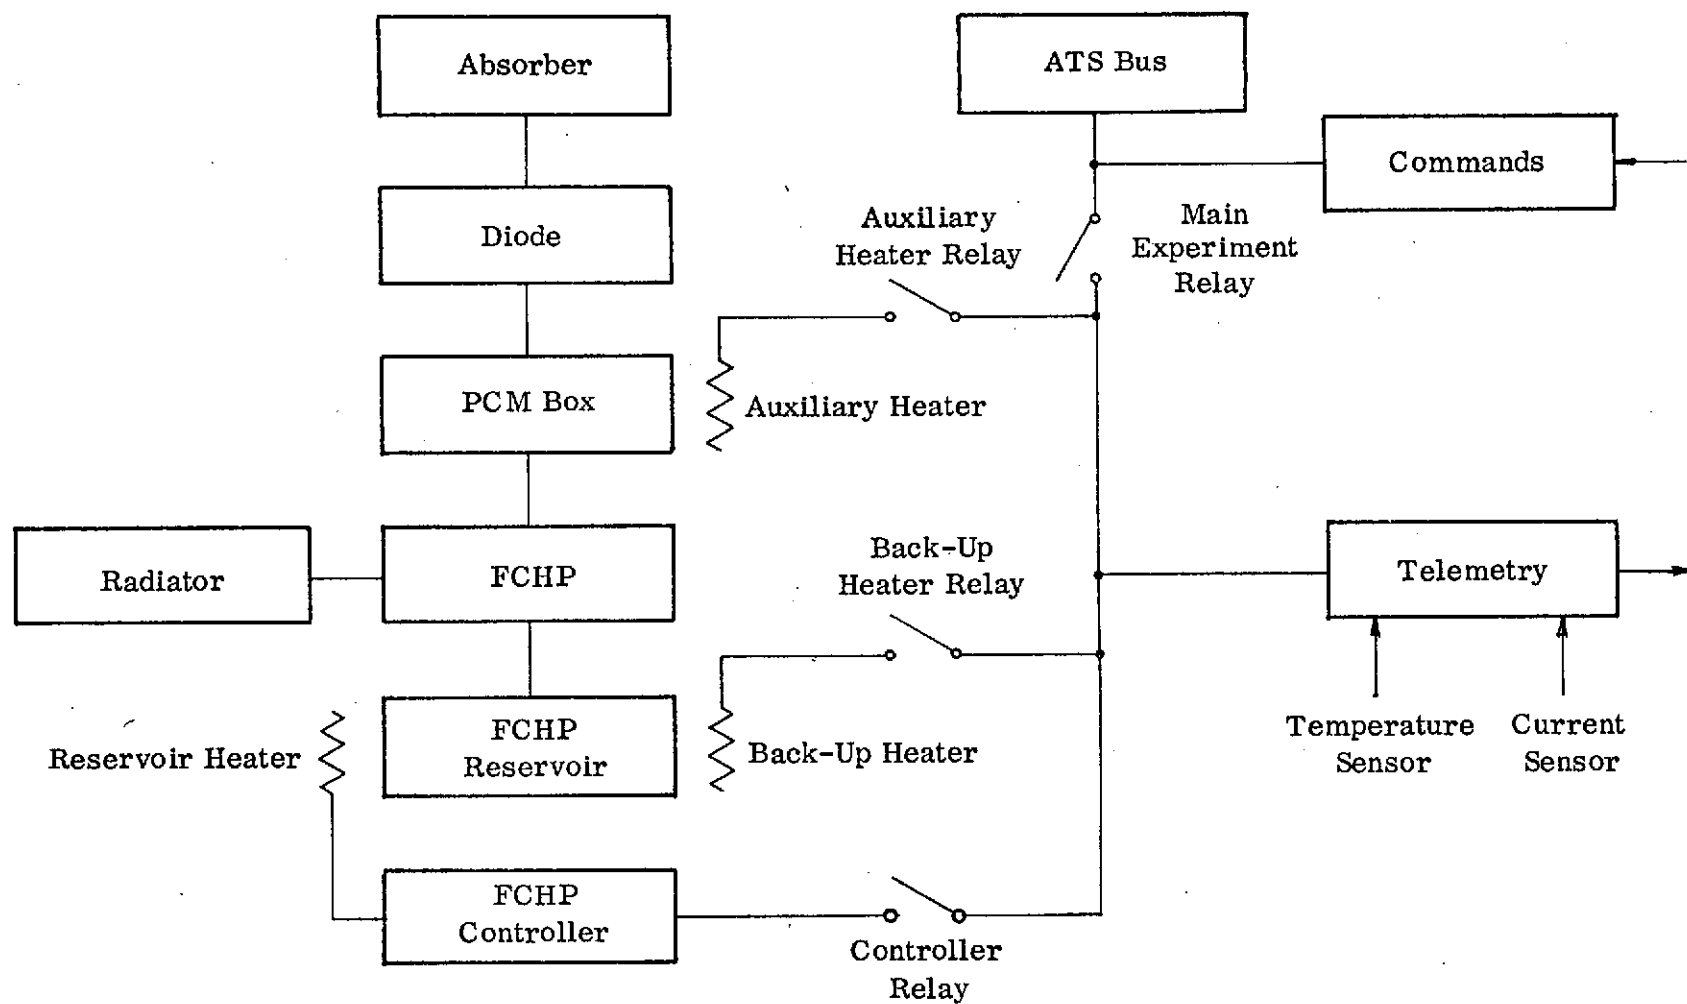 Absorber
ATS Bus
Commands
Diode
Auxiliary
Heater Relay
Main
Experiment
Relay
PCM Box
Auxiliary Heater
Radiator
FCHP
Back-Up
Heater Relay
Telemetry
Reservoir Heater
FCHP
Reservoir
Back-Up Heater
Temperature
Sensor
Current
Sensor
FCHP
Controller
Controller
Relay